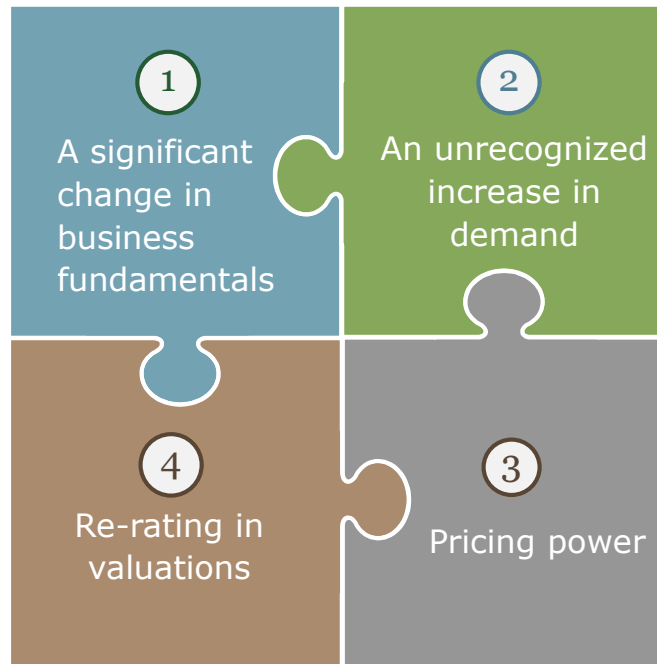 1
A significant
change in
business
fundamentals
2
An unrecognized
increase in
demand
4
Re-rating in
valuations
3
Pricing power